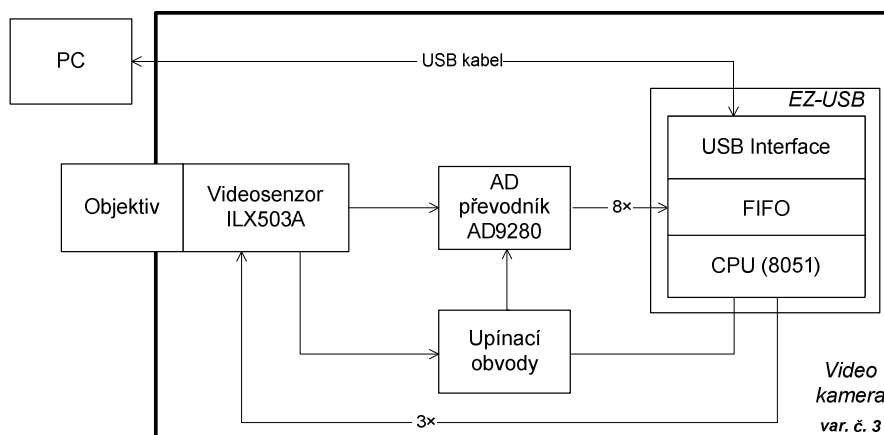 PC
USB kabel
EZ-USB
USB Interface
Objektiv
Videosenzor
ILX503A
AD
převodník
AD9280
8×
FIFO
CPU (8051)
Upínací
obvody
Video
kamera
3×
var. č. 3